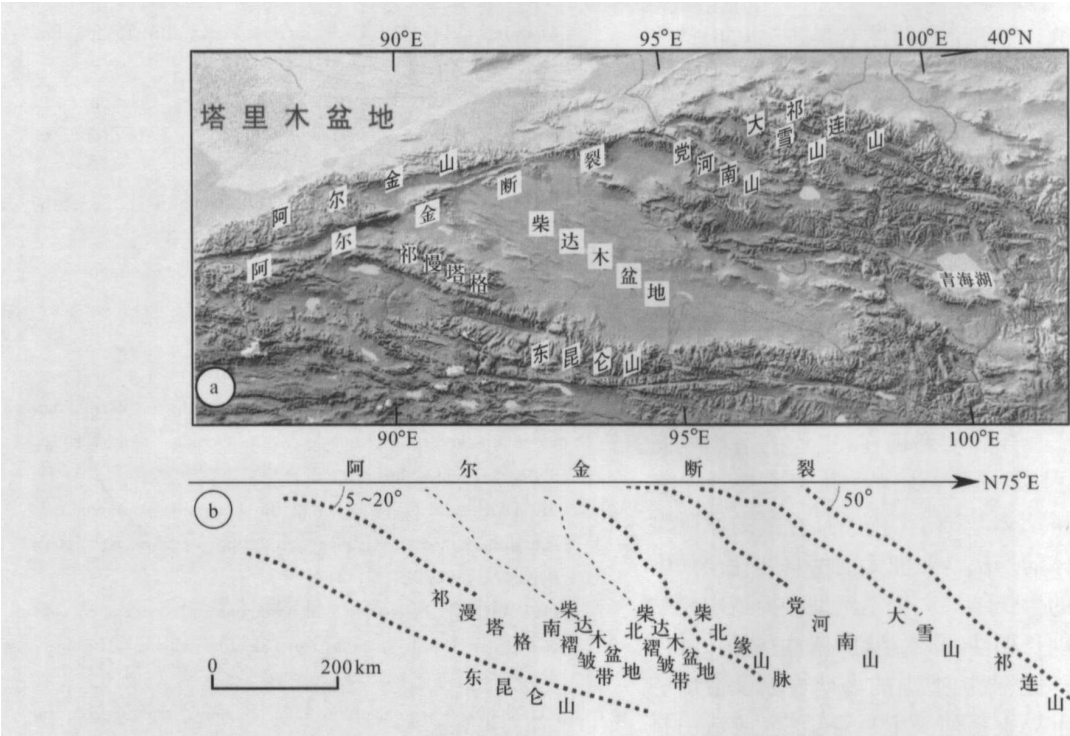 90°E 95°E 100°E 40°N
塔里木盆地
祁连山
大雪山
党河南山
阿尔金山
阿尔金断裂
柴达木盆地
祁慢塔格
青海湖
东昆仑山
a
90°E 95°E 100°E
阿尔金断裂
N75°E
b
5~20°
50°
祁漫塔格
柴达木盆地
南褶皱带
柴达木盆地
北褶皱带
柴北缘山脉
党河南山
大雪山
祁连山
东昆仑山
0 200 km